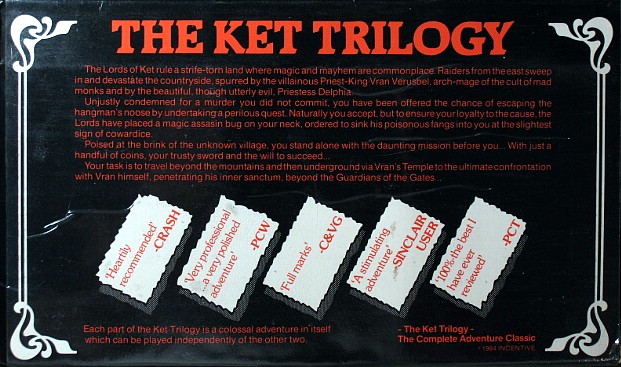 THE KET TRILOGY
The Lords of Ket rule a strife-torn land where magic and mayhem are commonplace. Raiders from the east sweep
in and devastate the countryside, spurred by the villainous Priest-King Vran Verusbel, arch-mage of the cult of mad
monks and by the beautiful, though utterly evil, Priestess Delphia.
Unjustly condemned for a murder you did not commit, you have been offered the chance of escaping the
hangman's noose by undertaking a perilous quest. Naturally you accept, but to ensure your loyalty to the cause, the
Lords have placed a magic assassin bug on your neck, ordered to sink his poisonous fangs into you at the slightest
sign of cowardice.
Poised at the brink of the unknown village, you stand alone with the daunting mission before you... With just a
handful of coins, your trusty sword and the will to succeed...
Your task is to travel beyond the mountains and then underground via Vran's Temple to the ultimate confrontation
with Vran himself, penetrating his inner sanctum, beyond the Guardians of the Gates...
'Heartily
recommended'
-CRASH
'Very professional
...a very polished
adventure'
-PCW
'Full marks'
-C&VG
'A stimulating
adventure'
SINCLAIR
USER
'100%-the best I
have ever
reviewed'
-PCT
Each part of the Ket Trilogy is a colossal adventure in itself
which can be played independently of the other two.
- The Ket Trilogy -
The Complete Adventure Classic
© 1984 INCENTIVE